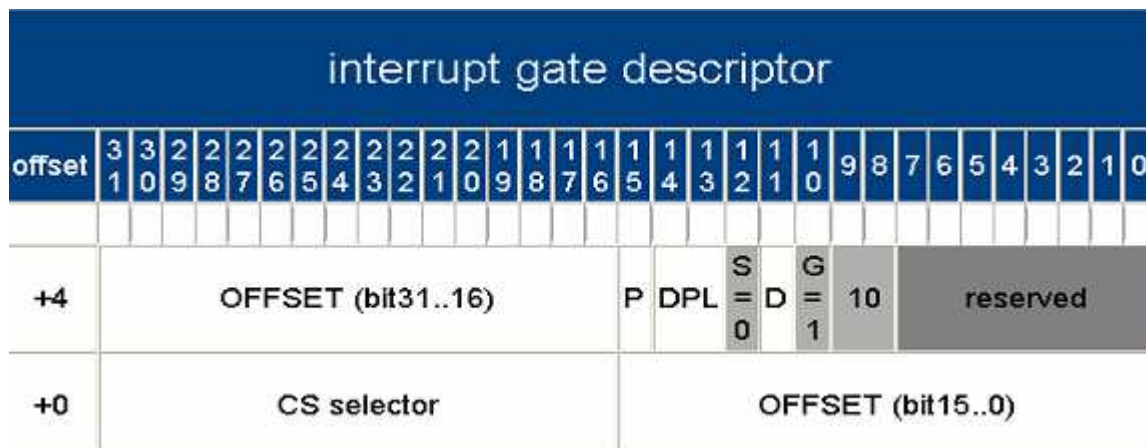 interrupt gate descriptor
offset 31 30 29 28 27 26 25 24 23 22 21 20 19 18 17 16 15 14 13 12 11 10 9 8 7 6 5 4 3 2 1 0
+4 OFFSET (bit31..16) P DPL S=0 D G=1 10 reserved
+0 CS selector OFFSET (bit15..0)